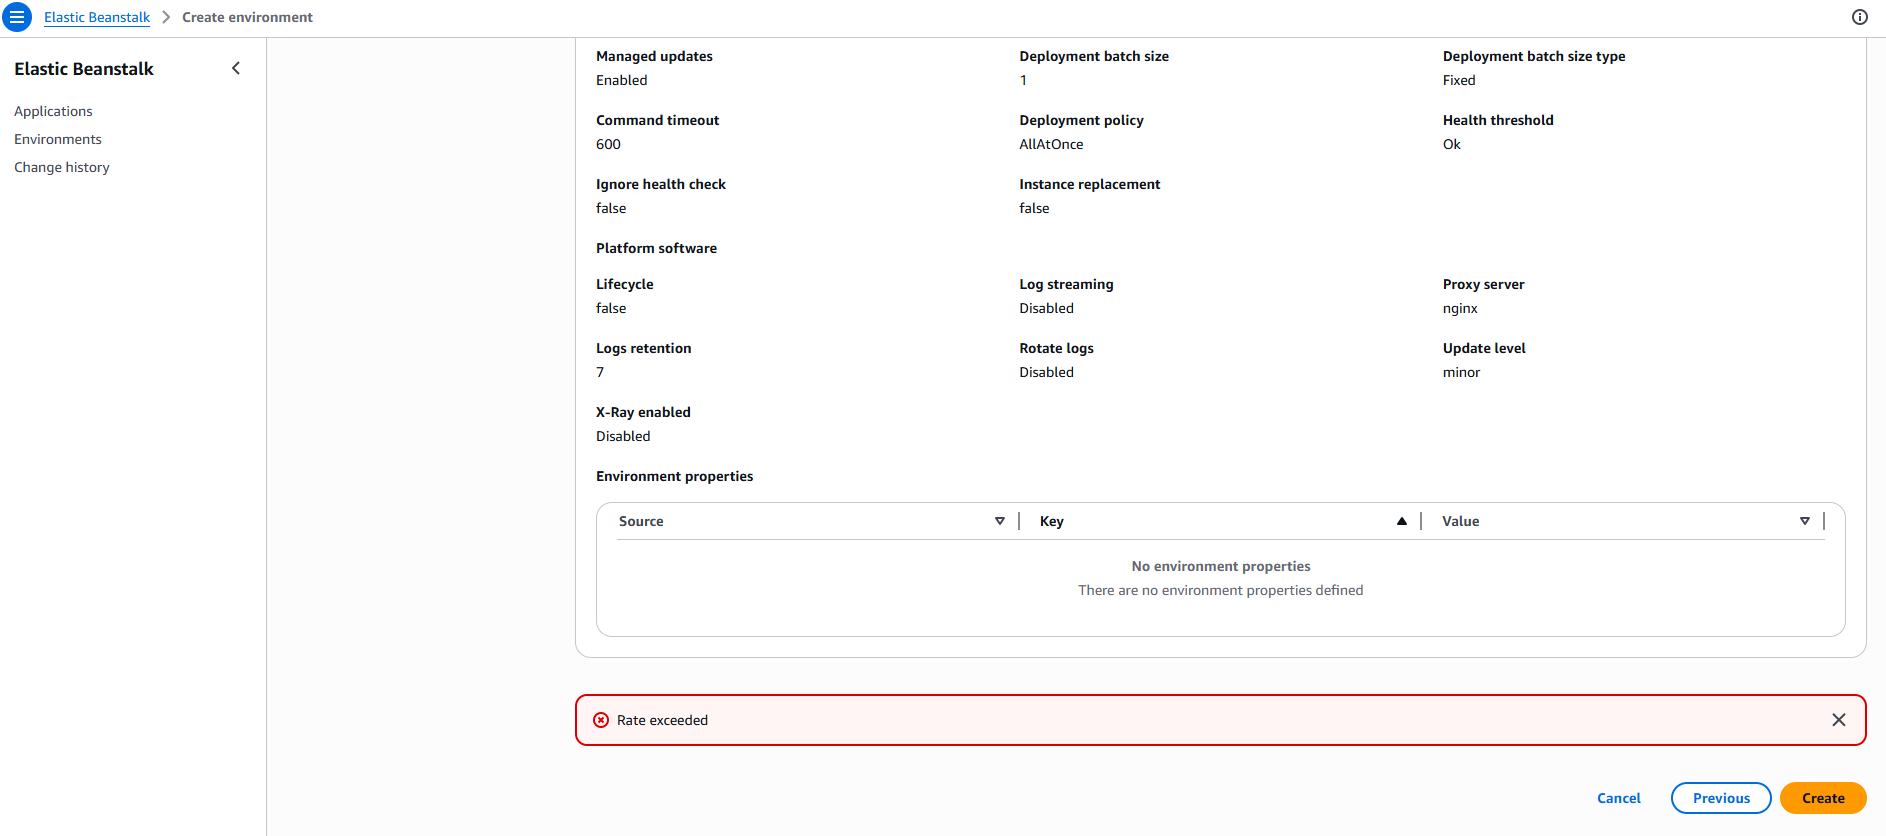 Elastic Beanstalk > Create environment
Elastic Beanstalk
Applications
Environments
Change history
Managed updates
Enabled
Deployment batch size
1
Deployment batch size type
Fixed
Command timeout
600
Deployment policy
AllAtOnce
Health threshold
Ok
Ignore health check
false
Instance replacement
false
Platform software
Lifecycle
false
Log streaming
Disabled
Proxy server
nginx
Logs retention
7
Rotate logs
Disabled
Update level
minor
X-Ray enabled
Disabled
Environment properties
Source Key Value
No environment properties
There are no environment properties defined
Rate exceeded
Cancel Previous Create